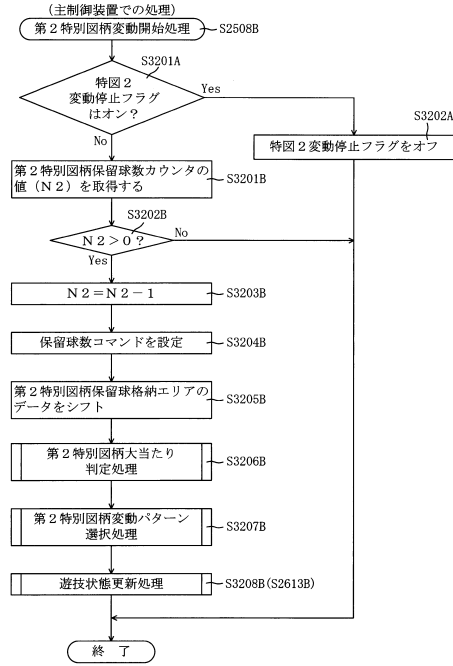 (主制御装置での処理)
第2特別図柄変動開始処理
S2508B
S3201A
特図2
変動停止フラグ
はオン?
Yes
No
S3202A
特図2変動停止フラグをオフ
第2特別図柄保留球数カウンタの
値(N2)を取得する
S3201B
S3202B
N2>0?
No
Yes
N2=N2-1
S3203B
保留球数コマンドを設定
S3204B
第2特別図柄保留球格納エリアの
データをシフト
S3205B
第2特別図柄大当たり
判定処理
S3206B
第2特別図柄変動パターン
選択処理
S3207B
遊技状態更新処理
S3208B(S2613B)
終 了